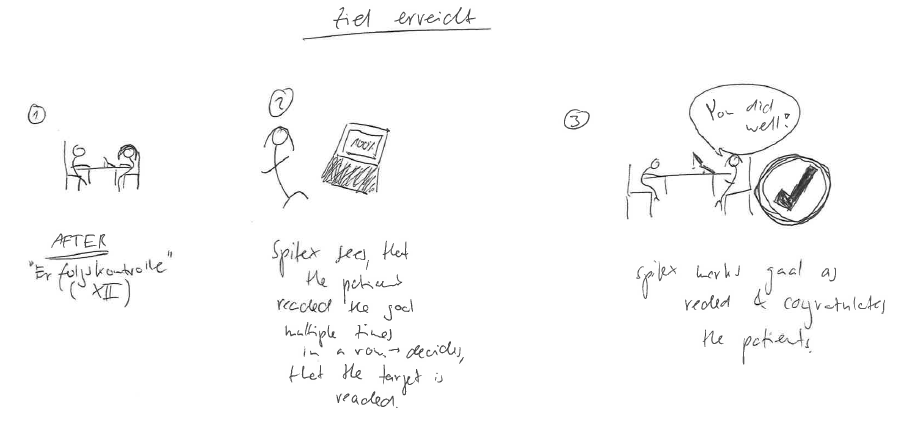 Ziel erreicht
1
AFTER
"Erfolgskontrolle"
(XII)
2
100%
Spitex sees, that
the patient
reached the goal
multiple times
in a row → decides,
that the target is
reached.
3
You did
well!
Spitex marks goal as
reached & congratulates
the patients.